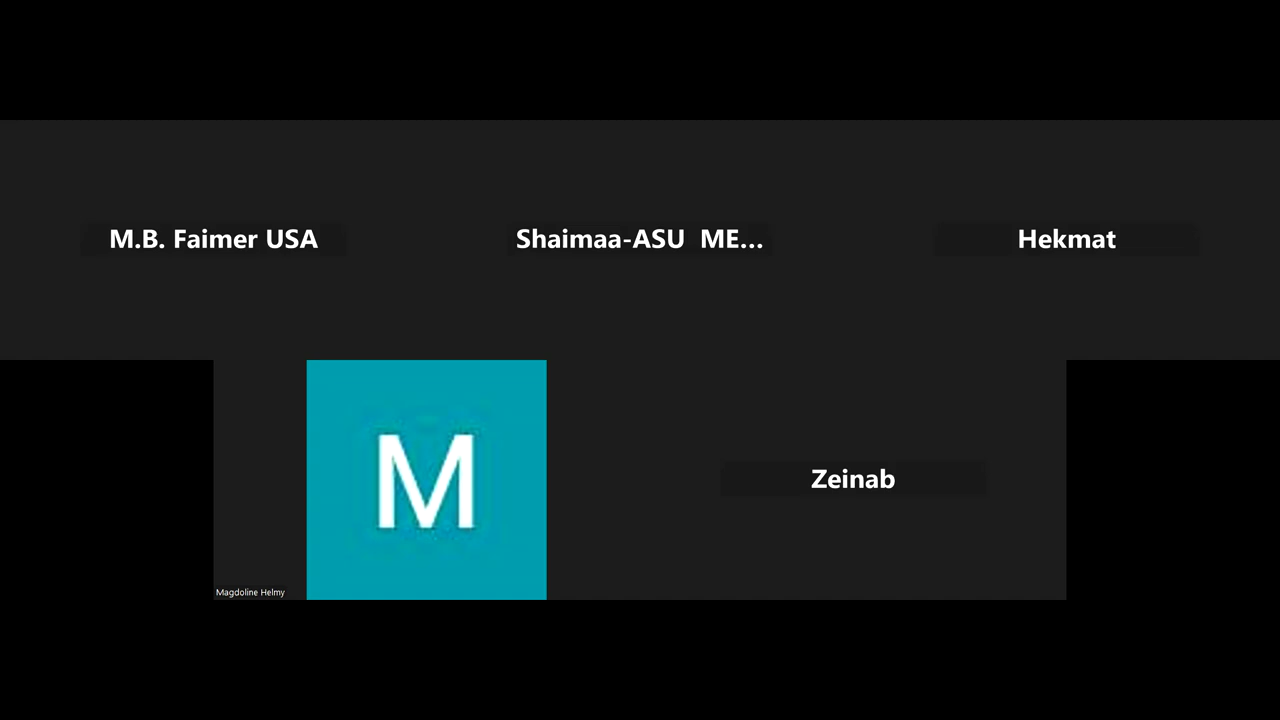 M.B. Faimer USA
Shaimaa-ASU ME...
Hekmat
M
Magdoline Helmy
Zeinab